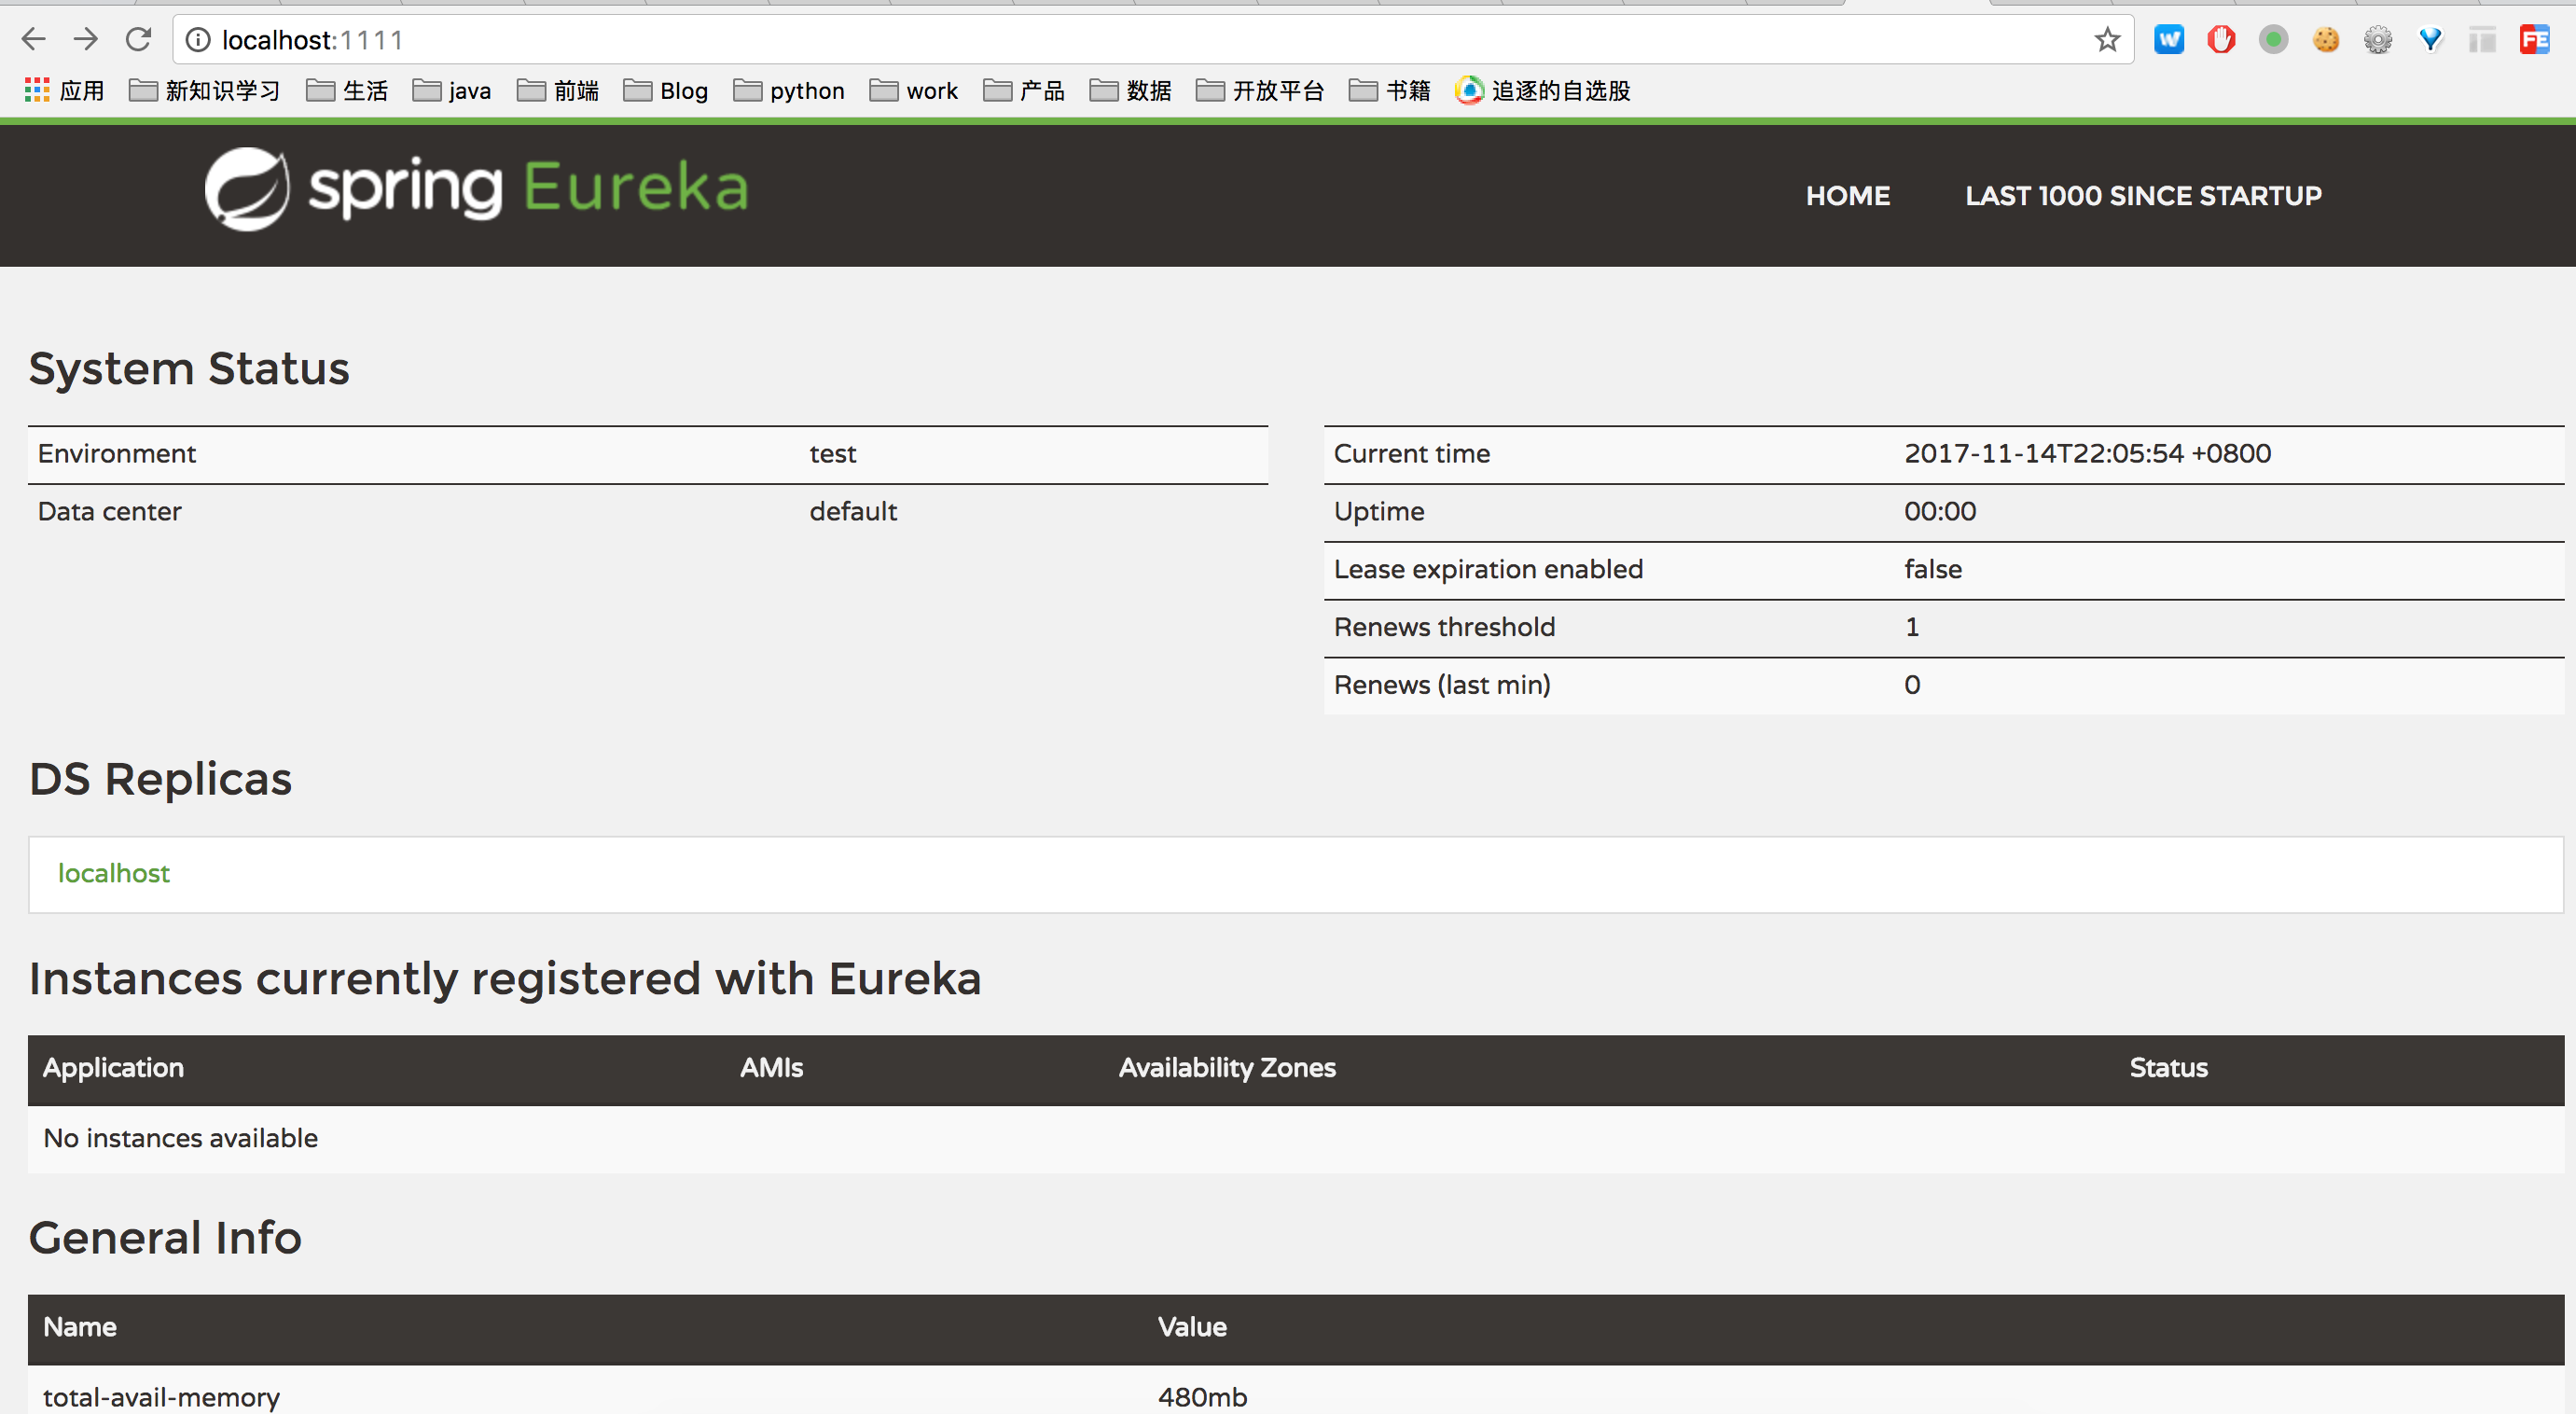 localhost:1111
应用 新知识学习 生活 java 前端 Blog python work 产品 数据 开放平台 书籍 追逐的自选股
spring Eureka
HOME LAST 1000 SINCE STARTUP
System Status
Environment test
Data center default
Current time 2017-11-14T22:05:54 +0800
Uptime 00:00
Lease expiration enabled false
Renews threshold 1
Renews (last min) 0
DS Replicas
localhost
Instances currently registered with Eureka
Application AMIs Availability Zones Status
No instances available
General Info
Name Value
total-avail-memory 480mb